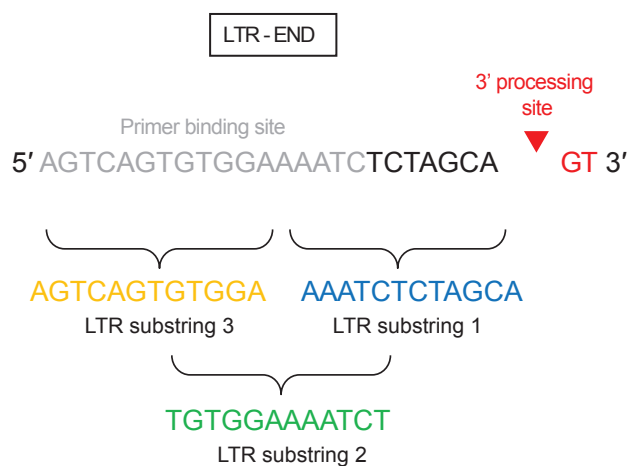 LTR - END
3′ processing
site
Primer binding site
5′ AGTCAGTGTGGAAAATCTCTAGCA GT 3′
AGTCAGTGTGGA AAATCTCTAGCA
LTR substring 3 LTR substring 1
TGTGGAAAATCT
LTR substring 2